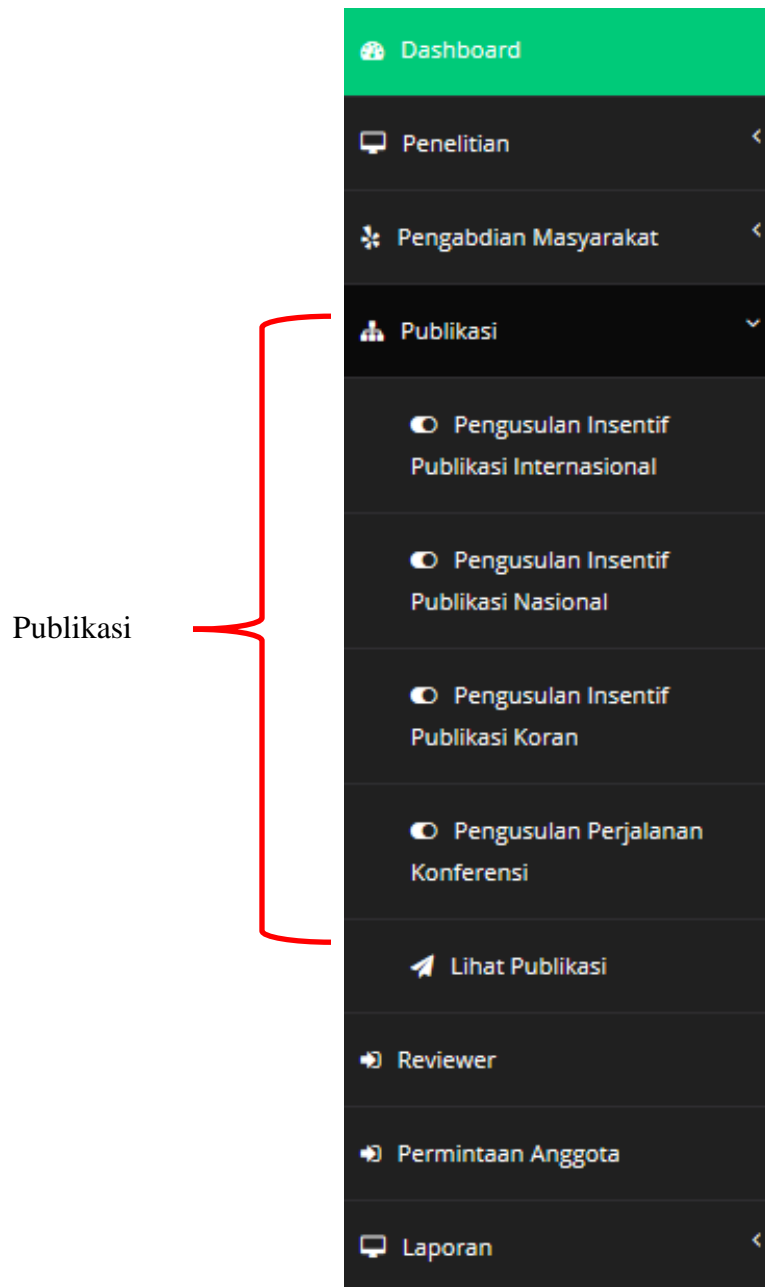 Dashboard
Penelitian
Pengabdian Masyarakat
Publikasi
Pengusulan Insentif
Publikasi Internasional
Pengusulan Insentif
Publikasi Nasional
Publikasi
Pengusulan Insentif
Publikasi Koran
Pengusulan Perjalanan
Konferensi
Lihat Publikasi
Reviewer
Permintaan Anggota
Laporan